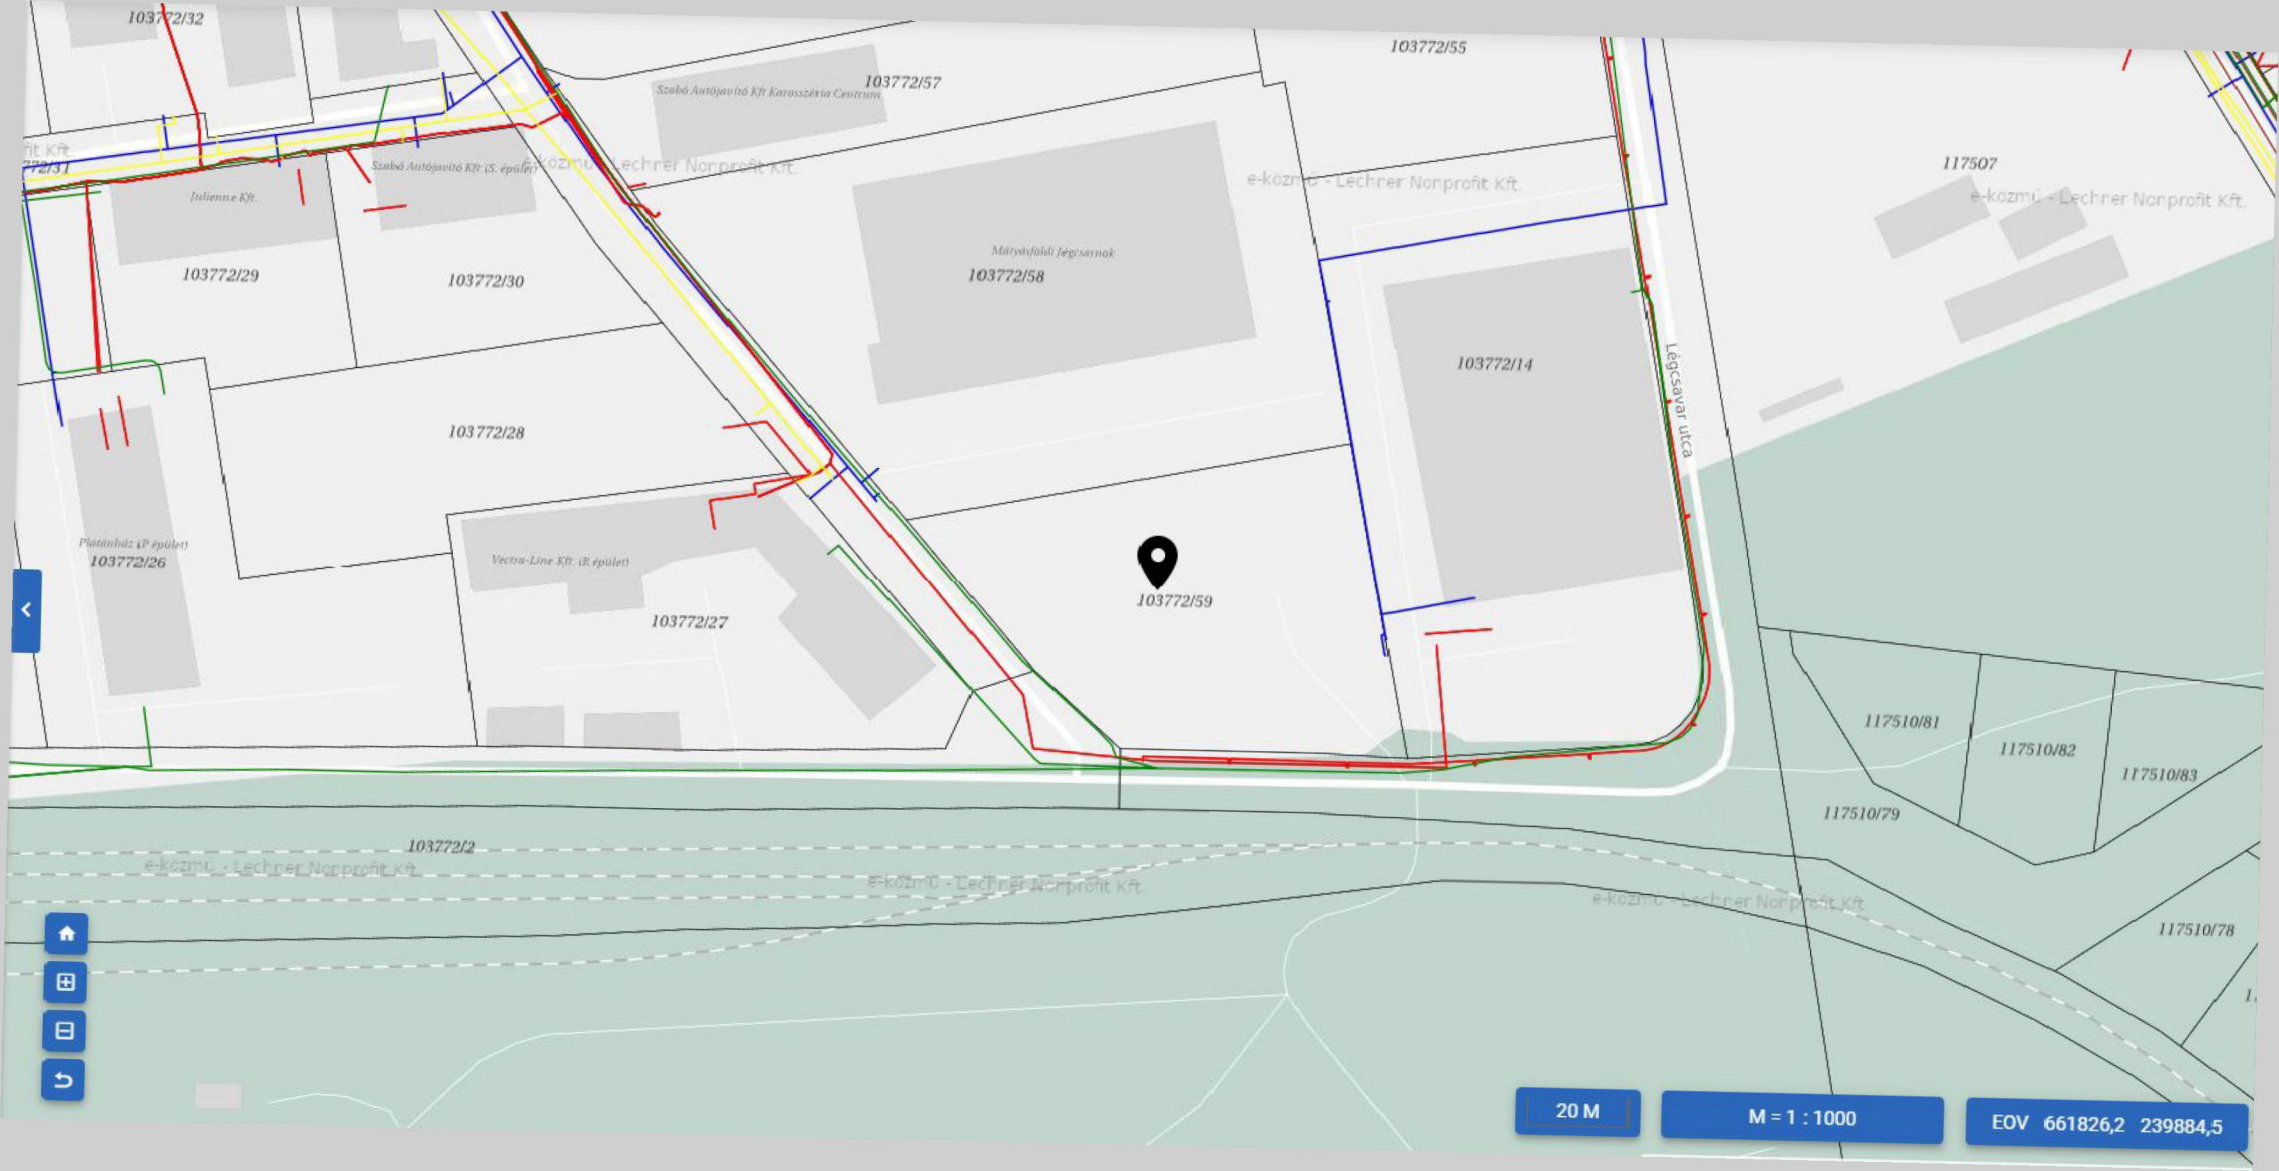 103772/32
103772/55
103772/57
Szabó Autójavító Kft Karosszéria Centrum
fit Kft
72/31
Szabó Autójavító Kft (S. épület)
e-közmű - Lechner Nonprofit Kft.
e-közmű - Lechner Nonprofit Kft.
117507
e-közmű - Lechner Nonprofit Kft.
Julienne Kft.
103772/29
103772/30
Mátyásföldi Jégcsarnok
103772/58
103772/14
Légcsavar utca
103772/28
Platánház (P épület)
103772/26
Vectra-Line Kft. (R épület)
103772/59
103772/27
117510/81
117510/82
117510/83
117510/79
103772/2
e-közmű - Lechner Nonprofit Kft.
e-közmű - Lechner Nonprofit Kft.
e-közmű - Lechner Nonprofit Kft.
117510/78
20 M
M = 1 : 1000
EOV 661826,2 239884,5